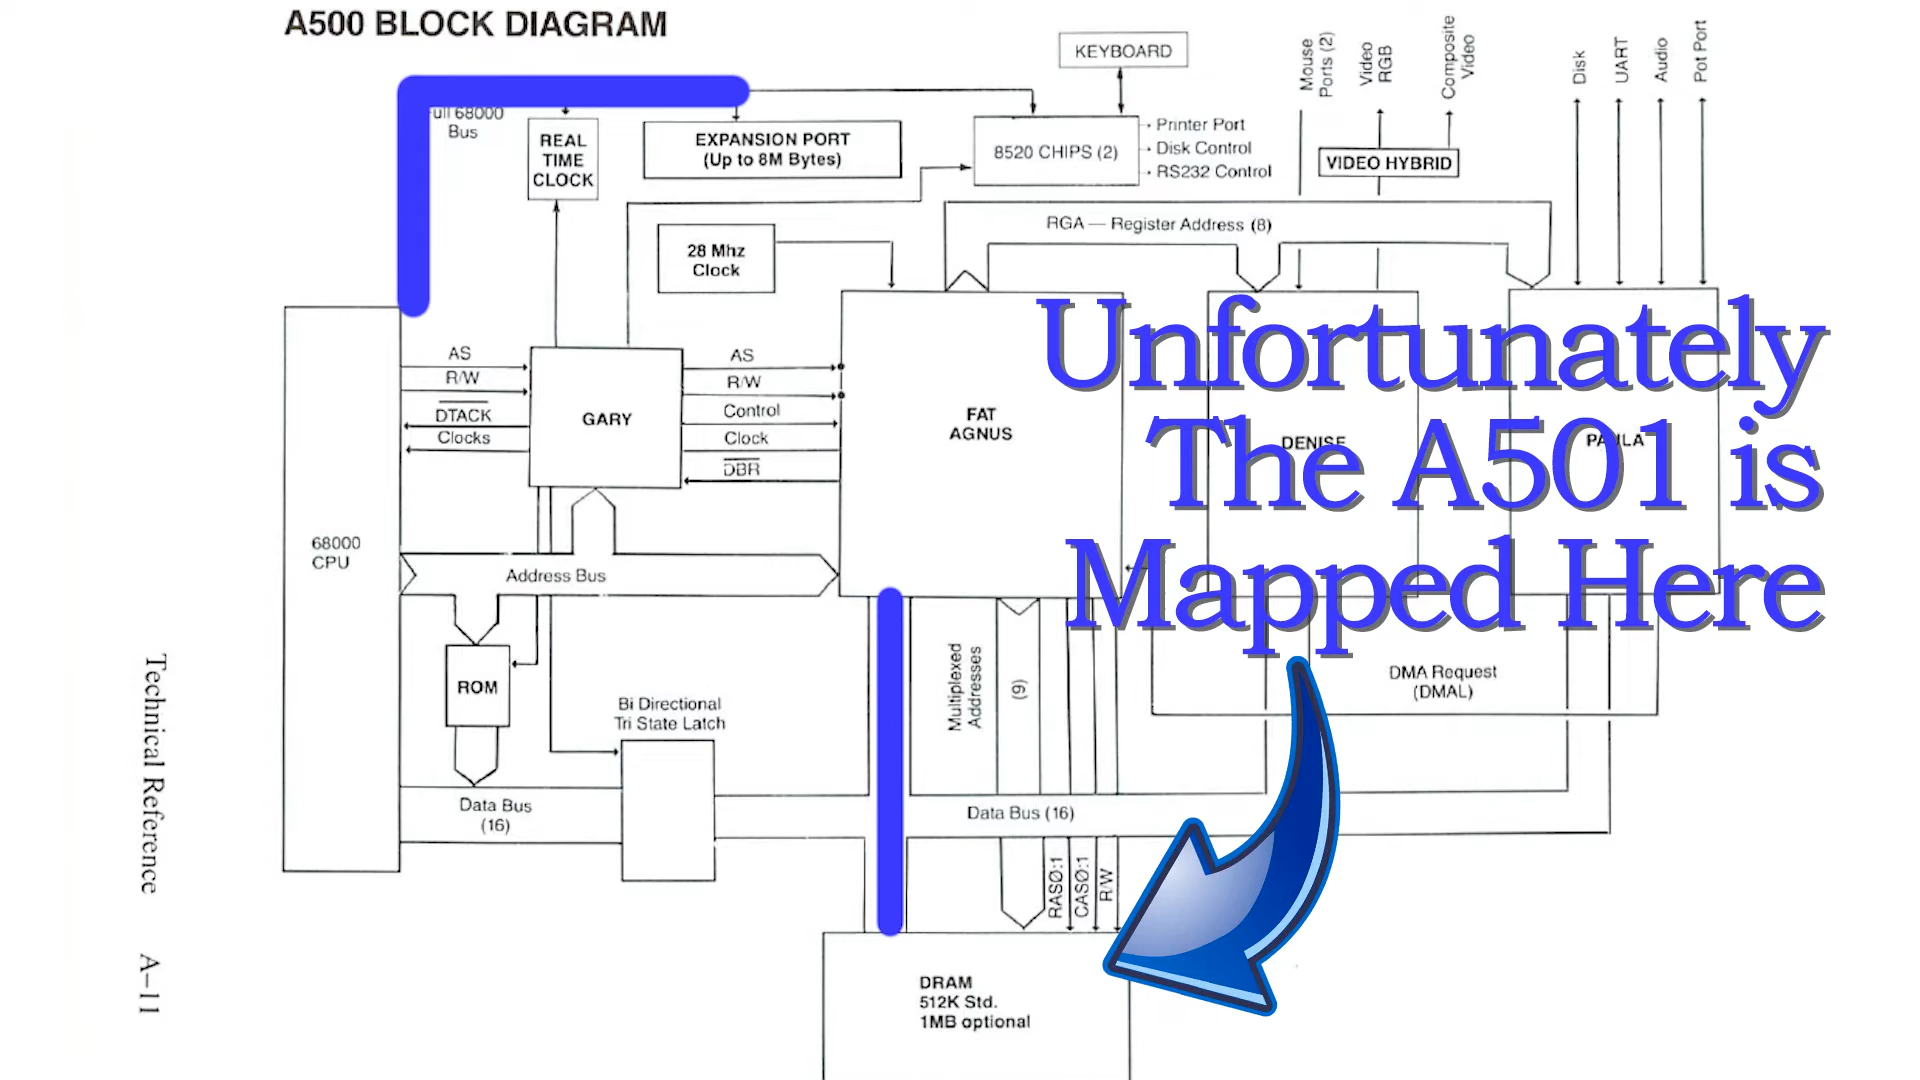 A500 BLOCK DIAGRAM
68000
Bus
REAL
TIME
CLOCK
EXPANSION PORT
(Up to 8M Bytes)
KEYBOARD
8520 CHIPS (2)
Printer Port
Disk Control
RS232 Control
Mouse
Ports (2)
Video
RGB
Composite
Video
Disk
UART
Audio
Pot Port
VIDEO HYBRID
RGA — Register Address (8)
28 Mhz
Clock
AS
R/W
DTACK
Clocks
GARY
AS
R/W
Control
Clock
DBR
FAT
AGNUS
DENISE
PAULA
Unfortunately
The A501 is
Mapped Here
68000
CPU
Address Bus
ROM
Bi Directional
Tri State Latch
Multiplexed
Addresses
(9)
DMA Request
(DMAL)
Data Bus
(16)
Data Bus (16)
RASØ:1
CASØ:1
R/W
DRAM
512K Std.
1MB optional
Technical Reference A-11